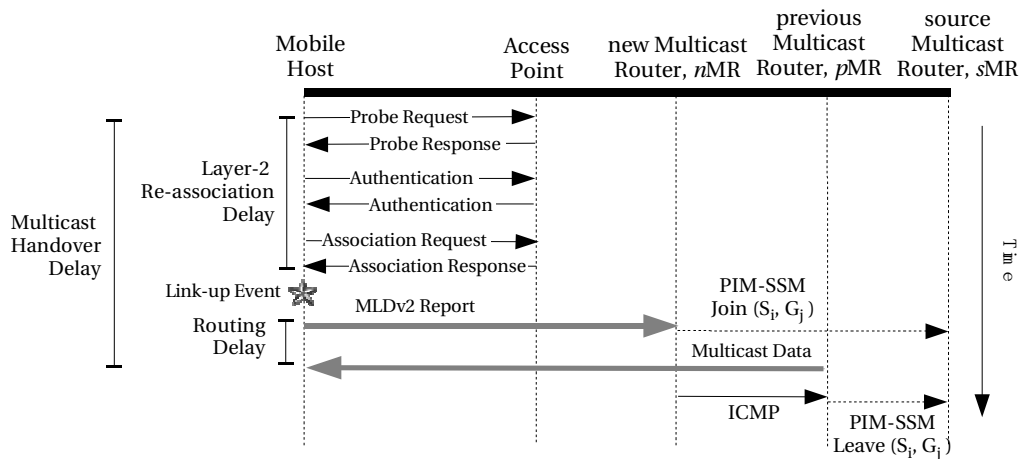 Mobile
Host
Access
Point
new Multicast
Router, nMR
previous
Multicast
Router, pMR
source
Multicast
Router, sMR
Probe Request
Probe Response
Layer-2
Re-association
Delay
Authentication
Authentication
Multicast
Handover
Delay
Association Request
Association Response
Time
Link-up Event
MLDv2 Report
PIM-SSM
Join (Si, Gj)
Routing
Delay
Multicast Data
ICMP
PIM-SSM
Leave (Si, Gj)